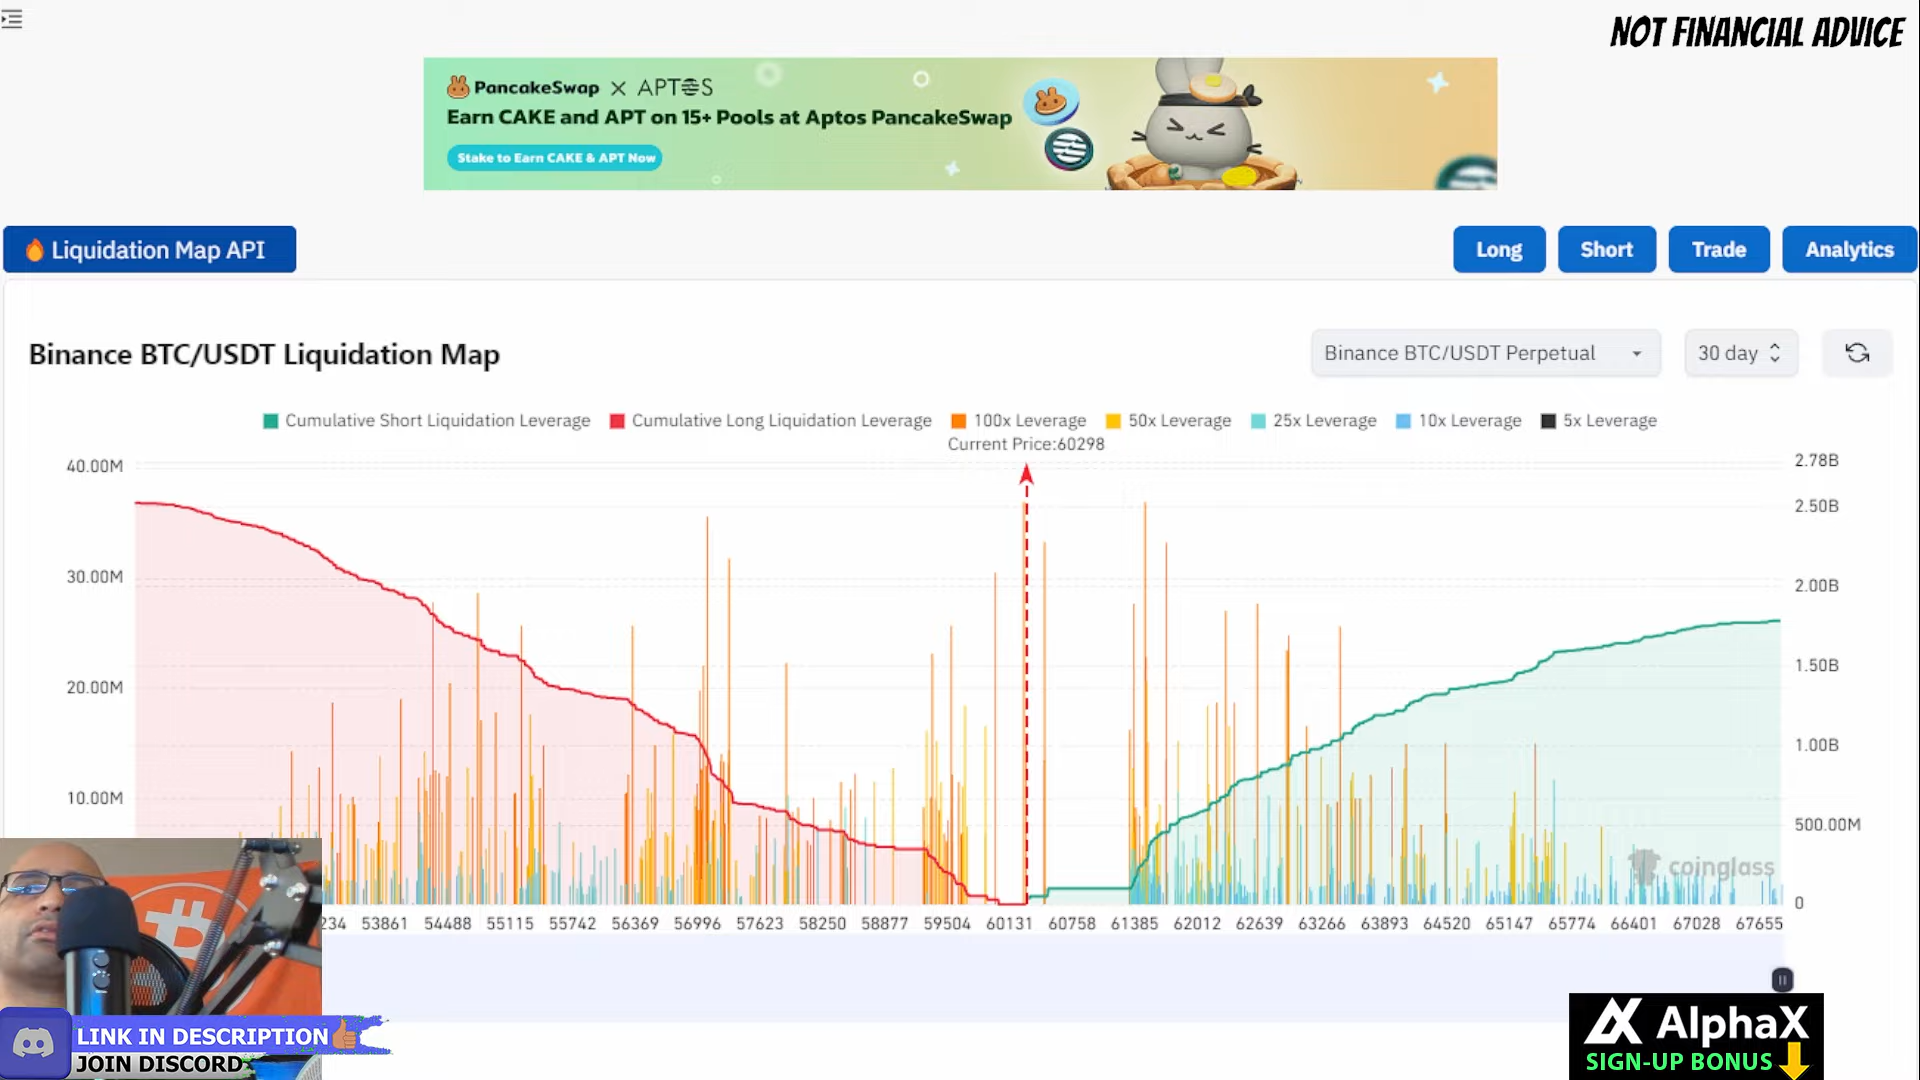 NOT FINANCIAL ADVICE
PancakeSwap X APTOS
Earn CAKE and APT on 15+ Pools at Aptos PancakeSwap
Stake to Earn CAKE & APT Now
Liquidation Map API
Long
Short
Trade
Analytics
Binance BTC/USDT Liquidation Map
Binance BTC/USDT Perpetual
30 day
Cumulative Short Liquidation Leverage
Cumulative Long Liquidation Leverage
100x Leverage
50x Leverage
25x Leverage
10x Leverage
5x Leverage
Current Price:60298
40.00M
30.00M
20.00M
10.00M
2.78B
2.50B
2.00B
1.50B
1.00B
500.00M
0
coinglass
234 53861 54488 55115 55742 56369 56996 57623 58250 58877 59504 60131 60758 61385 62012 62639 63266 63893 64520 65147 65774 66401 67028 67655
LINK IN DESCRIPTION
JOIN DISCORD
AlphaX
SIGN-UP BONUS